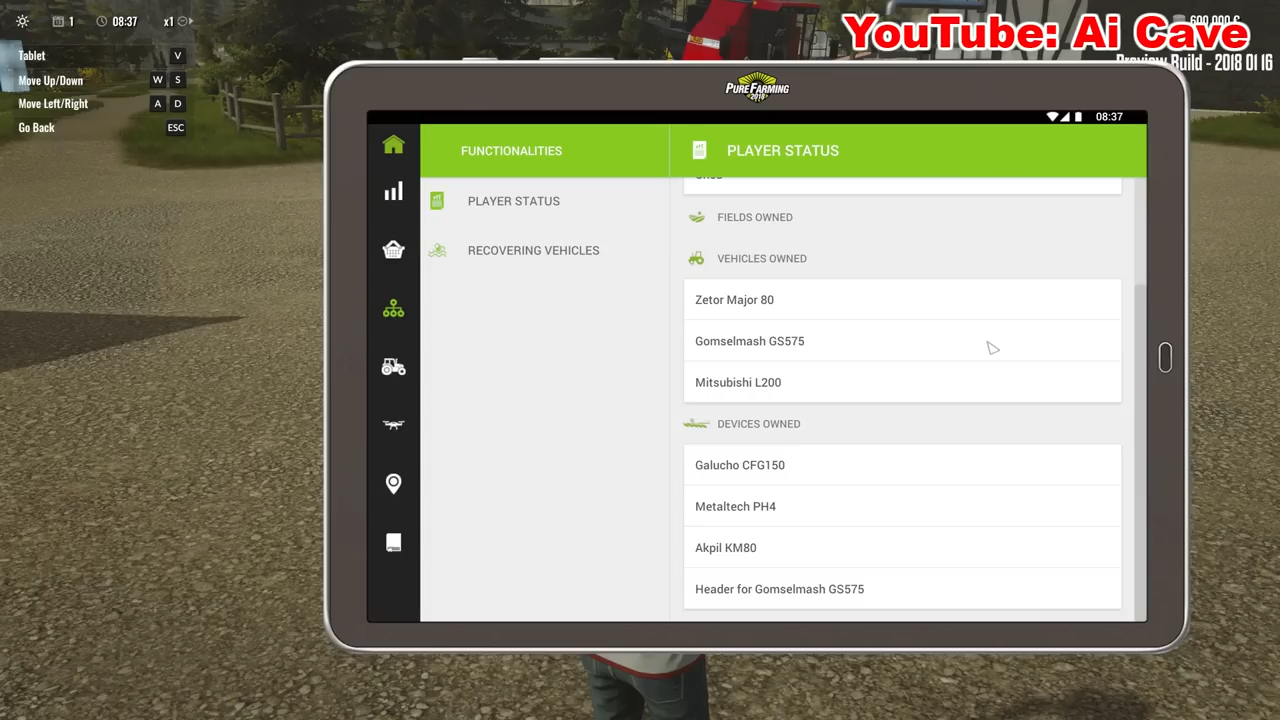 1 08:37 x1
YouTube: Ai Cave
Preview Build - 2018 01 16
Tablet V
Move Up/Down W S
Move Left/Right A D
Go Back ESC
PURE FARMING
2018
08:37
FUNCTIONALITIES
PLAYER STATUS
PLAYER STATUS
RECOVERING VEHICLES
FIELDS OWNED
VEHICLES OWNED
Zetor Major 80
Gomselmash GS575
Mitsubishi L200
DEVICES OWNED
Galucho CFG150
Metaltech PH4
Akpil KM80
Header for Gomselmash GS575